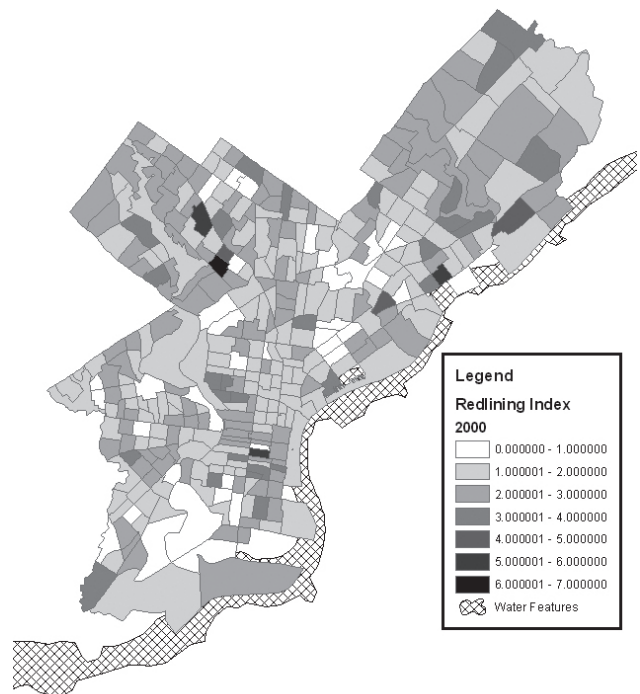 Legend
Redlining Index
2000
0.000000 - 1.000000
1.000001 - 2.000000
2.000001 - 3.000000
3.000001 - 4.000000
4.000001 - 5.000000
5.000001 - 6.000000
6.000001 - 7.000000
Water Features